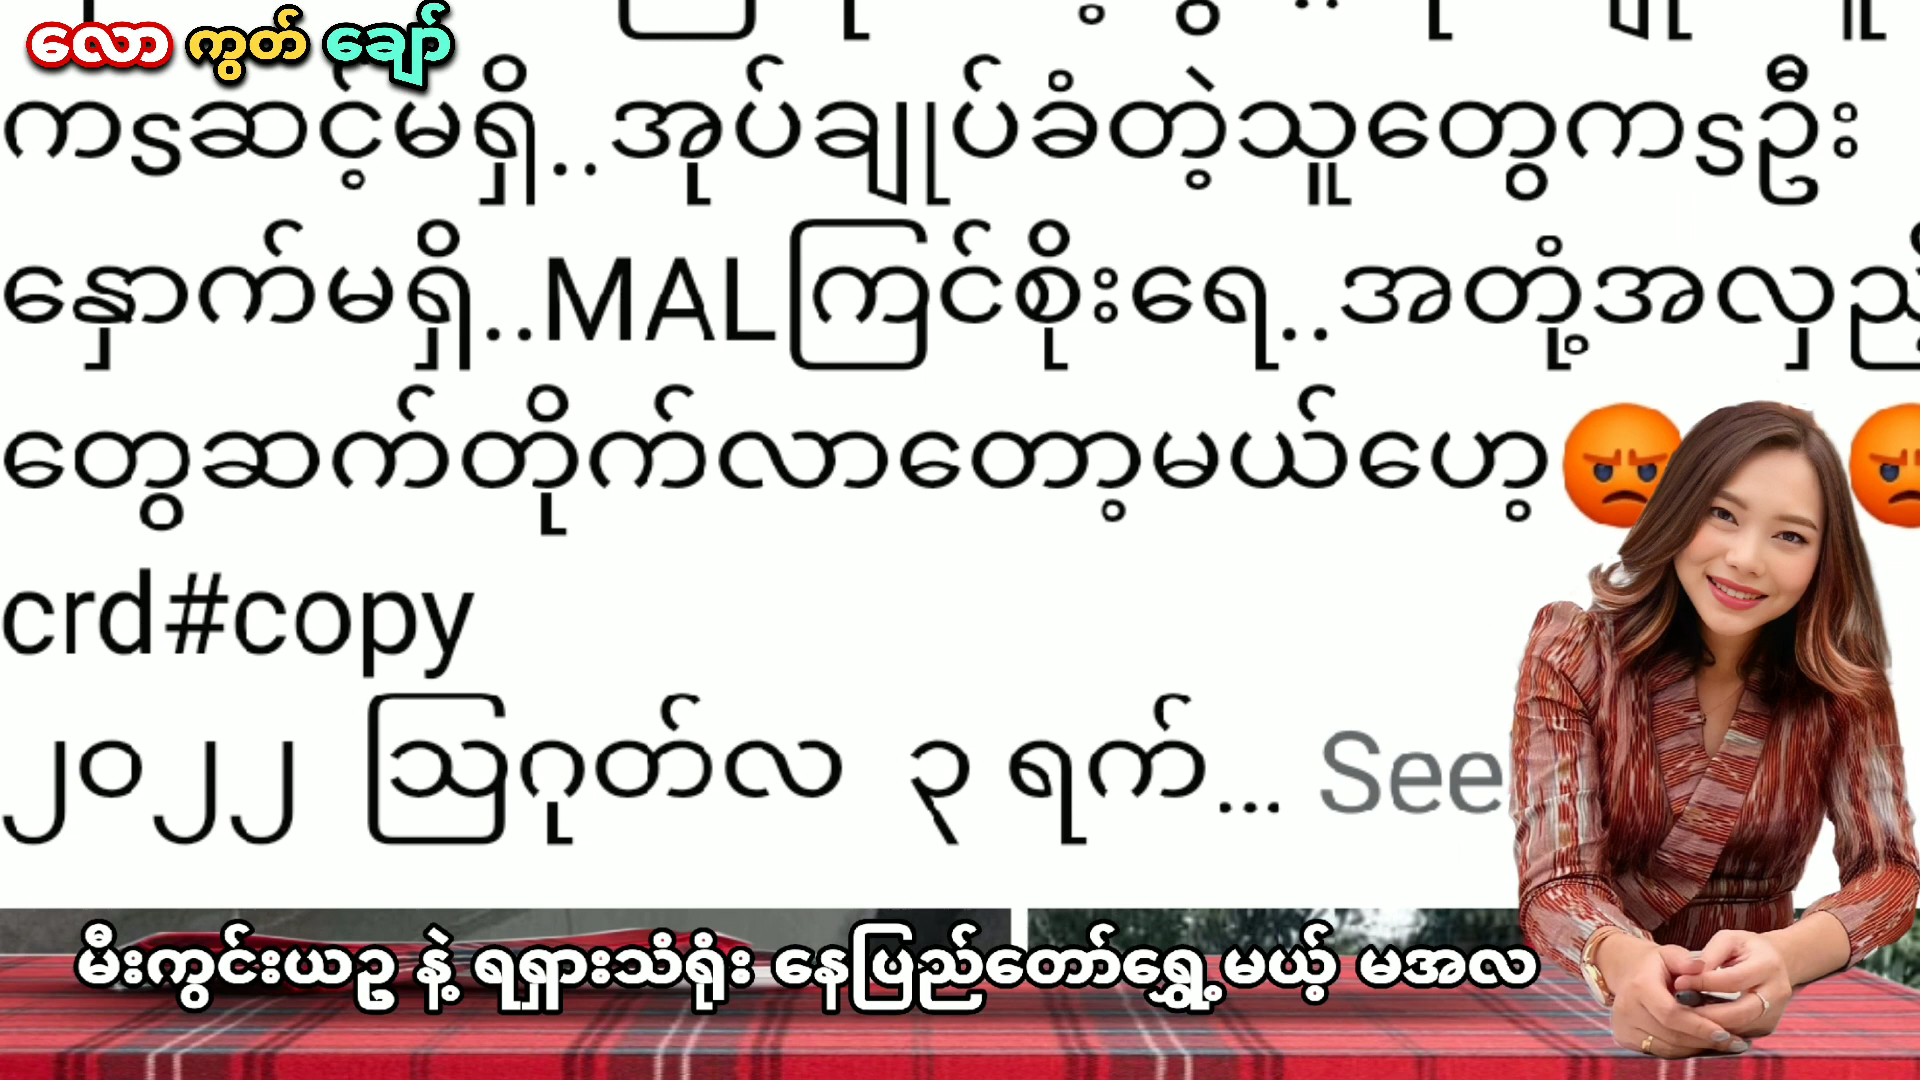 လော ကွတ် ချော်
ကsဆင့်မရှိ..အုပ်ချုပ်ခံတဲ့သူတွေကsဦး
နှောက်မရှိ..MALကြင်စိုးရေ..အတုံ့အလှည့်
တွေဆက်တိုက်လာတော့မယ်ဟေ့😡😡
crd#copy
၂၀၂၂ ဩဂုတ်လ ၃ ရက်... See
မီးကွင်းယဥ နဲ့ ရရှားသံရုံး နေပြည်တော်ရွှေ့မယ့် မအလ